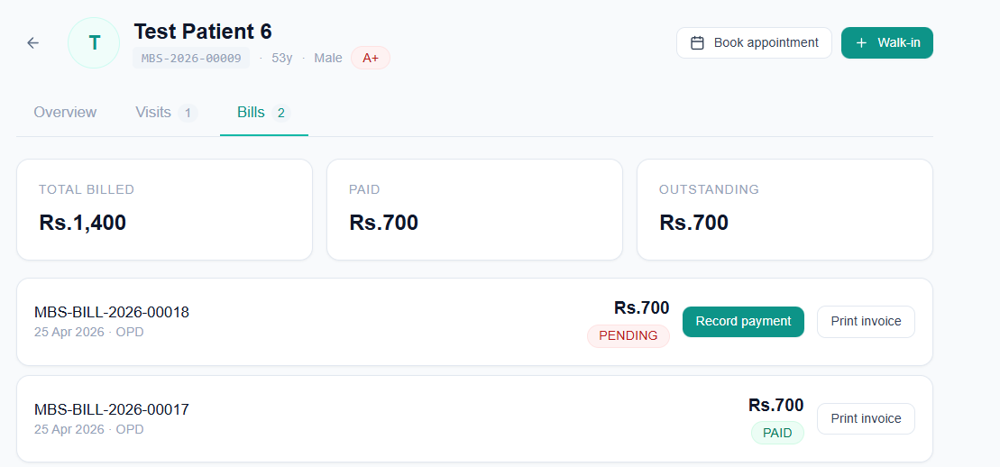 T
Test Patient 6
MBS-2026-00009 · 53y · Male A+
Book appointment
+ Walk-in
Overview Visits 1 Bills 2
TOTAL BILLED
Rs.1,400
PAID
Rs.700
OUTSTANDING
Rs.700
MBS-BILL-2026-00018
25 Apr 2026 · OPD
Rs.700
PENDING
Record payment
Print invoice
MBS-BILL-2026-00017
25 Apr 2026 · OPD
Rs.700
PAID
Print invoice